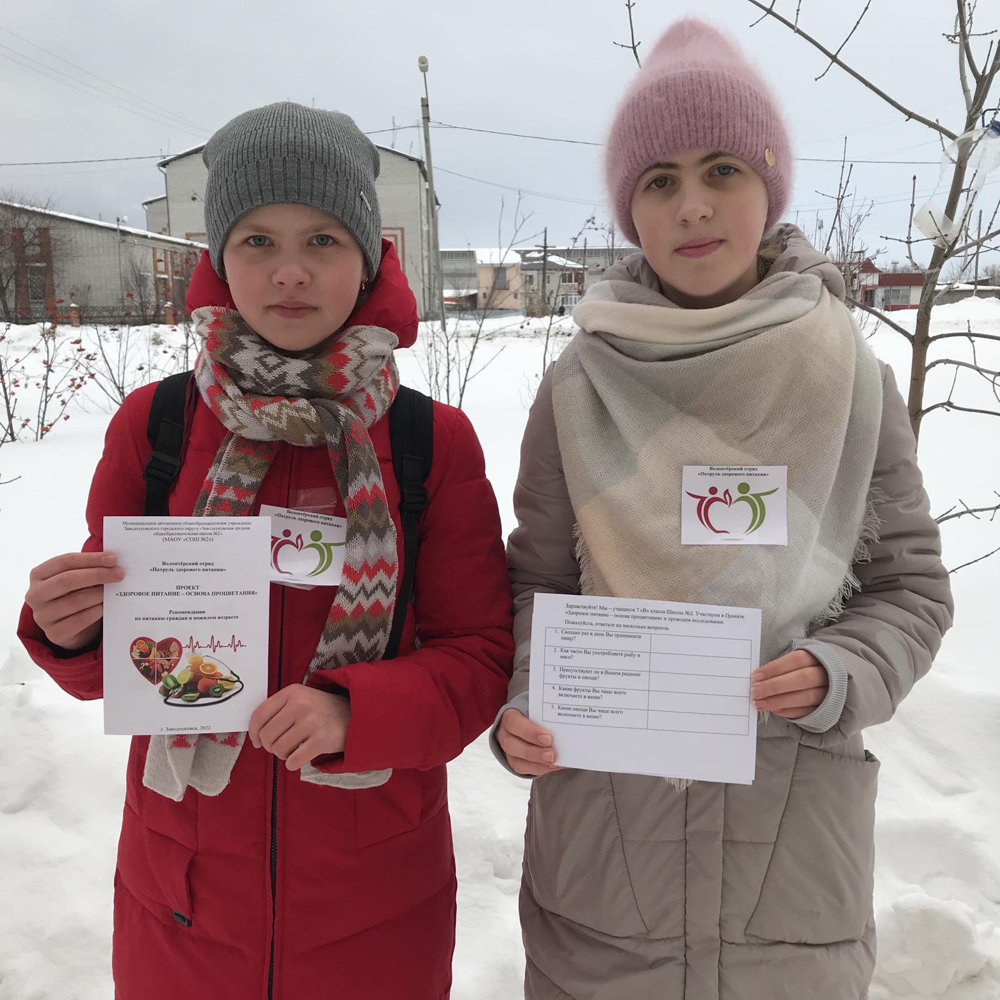 Муниципальное автономное общеобразовательное учреждение
Заводоуковского городского округа «Заводоуковская средняя
общеобразовательная школа №2»
(МАОУ «СОШ №2»)
Волонтёрский отряд
«Патруль здорового питания»
ПРОЕКТ
«ЗДОРОВОЕ ПИТАНИЕ – ОСНОВА ПРОЦВЕТАНИЯ»
Рекомендации
по питанию граждан в пожилом возрасте
г. Заводоуковск, 2022
Волонтёрский отряд
«Патруль здорового питания»
Волонтёрский отряд
«Патруль здорового питания»
Здравствуйте! Мы – учащиеся 7 «В» класса Школы №2. Участвуем в Проекте
«Здоровое питание – основа процветания» и проводим исследование.
Пожалуйста, ответьте на несколько вопросов.
1. Сколько раз в день Вы принимаете
пищу?
2. Как часто Вы употребляете рыбу и
мясо?
3. Присутствуют ли в Вашем рационе
фрукты и овощи?
4. Какие фрукты Вы чаще всего
включаете в меню?
5. Какие овощи Вы чаще всего
включаете в меню?